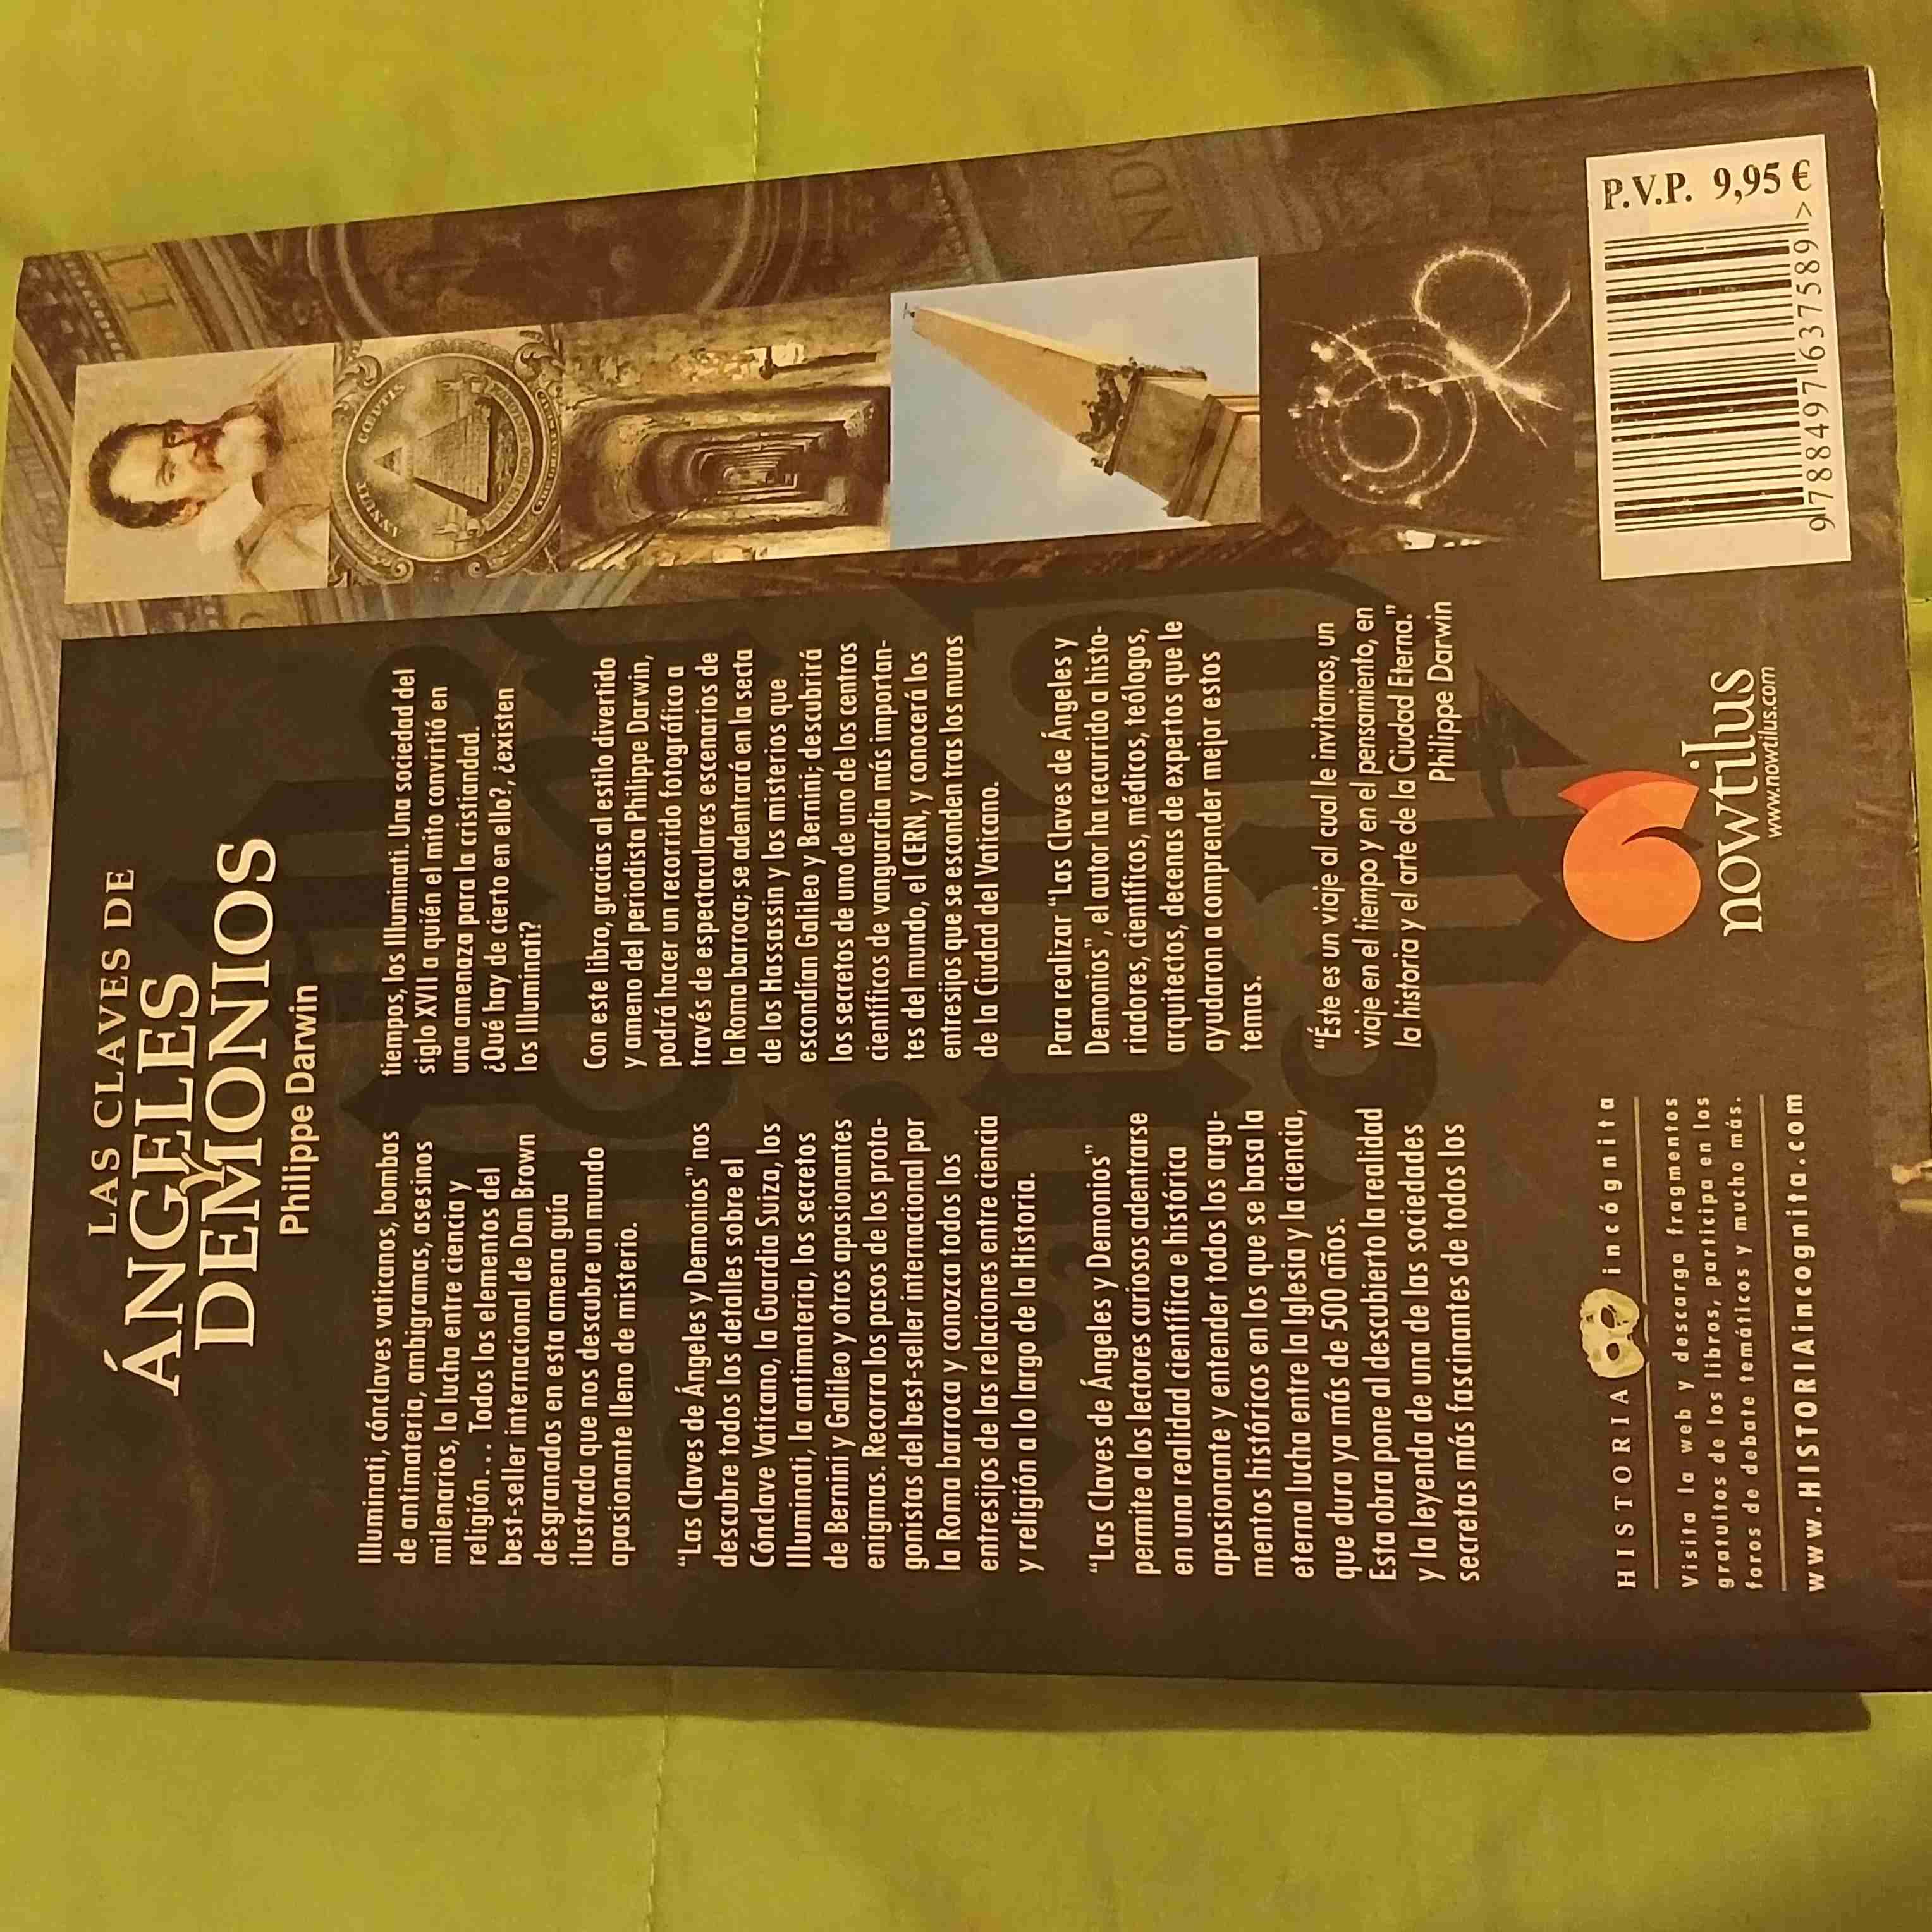 LAS CLAVES DE
ÁNGELES
Y
DEMONIOS
Philippe Darwin
Illuminati, cónclaves vaticanos, bombas
de antimateria, ambigramas, asesinos
milenarios, la lucha entre ciencia y
religión... Todos los elementos del
best-seller internacional de Dan Brown
desgranados en esta amena guía
ilustrada que nos descubre un mundo
apasionante lleno de misterio.
“Las Claves de Ángeles y Demonios” nos
descubre todos los detalles sobre el
Cónclave Vaticano, la Guardia Suiza, los
Illuminati, la antimateria, los secretos
de Bernini y Galileo y otros apasionantes
enigmas. Recorra los pasos de los prota-
gonistas del best-seller internacional por
la Roma barroca y conozca todos los
entresijos de las relaciones entre ciencia
y religión a lo largo de la Historia.
“Las Claves de Ángeles y Demonios”
permite a los lectores curiosos adentrarse
en una realidad científica e histórica
apasionante y entender todos los argu-
mentos históricos en los que se basa la
eterna lucha entre la Iglesia y la ciencia,
que dura ya más de 500 años.
Esta obra pone al descubierto la realidad
y la leyenda de una de las sociedades
secretas más fascinantes de todos los
tiempos, los Illuminati. Una sociedad del
siglo XVII a quién el mito convirtió en
una amenaza para la cristiandad.
¿Qué hay de cierto en ello?, ¿existen
los Illuminati?
Con este libro, gracias al estilo divertido
y ameno del periodista Philippe Darwin,
podrá hacer un recorrido fotográfico a
través de espectaculares escenarios de
la Roma barroca; se adentrará en la secta
de los Hassassin y los misterios que
escondían Galileo y Bernini; descubrirá
los secretos de uno de uno de los centros
científicos de vanguardia más importan-
tes del mundo, el CERN, y conocerá los
entresijos que se esconden tras los muros
de la Ciudad del Vaticano.
Para realizar “Las Claves de Ángeles y
Demonios”, el autor ha recurrido a histo-
riadores, científicos, médicos, teólogos,
arquitectos, decenas de expertos que le
ayudaron a comprender mejor estos
temas.
“Éste es un viaje al cual le invitamos, un
viaje en el tiempo y en el pensamiento, en
la historia y el arte de la Ciudad Eterna.”
Philippe Darwin
ANNUIT COEPTIS
HISTORIA incógnita
Visita la web y descarga fragmentos
gratuitos de los libros, participa en los
foros de debate temáticos y mucho más.
www.HISTORIAincognita.com
nowtilus
www.nowtilus.com
P.V.P. 9,95 €
9 788497 637589 >